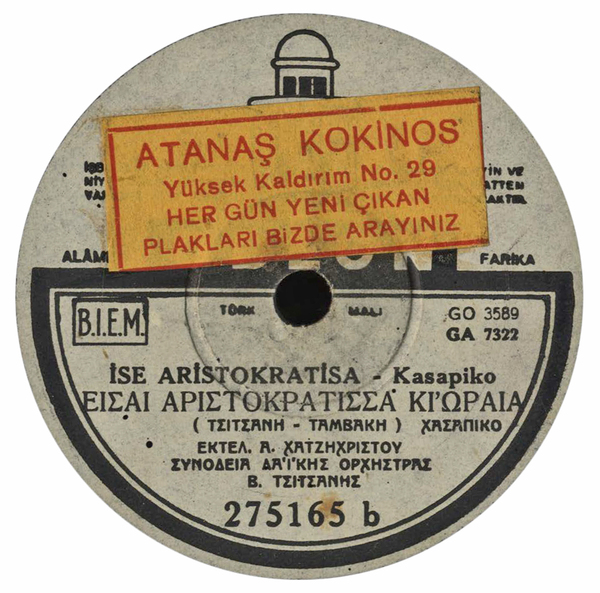 ATANAŞ KOKİNOS
Yüksek Kaldırım No. 29
HER GÜN YENİ ÇIKAN
PLAKLARI BİZDE ARAYINIZ
FARİKA
B.I.E.M.
TÜRK MALI
GO 3589
GA 7322
İSE ARİSTOKRATİSA - Kasapiko
ΕΙΣΑΙ ΑΡΙΣΤΟΚΡΑΤΙΣΣΑ ΚΙ'ΩΡΑΙΑ
( ΤΣΙΤΣΑΝΗ - ΤΑΜΒΑΚΗ ) ΧΑΣΑΠΙΚΟ
ΕΚΤΕΛ. Α. ΧΑΤΖΗΧΡΙΣΤΟΥ
ΣΥΝΟΔΕΙΑ ΛΑ'Ι'ΚΗΣ ΟΡΧΗΣΤΡΑΣ
Β. ΤΣΙΤΣΑΝΗΣ
275165 b